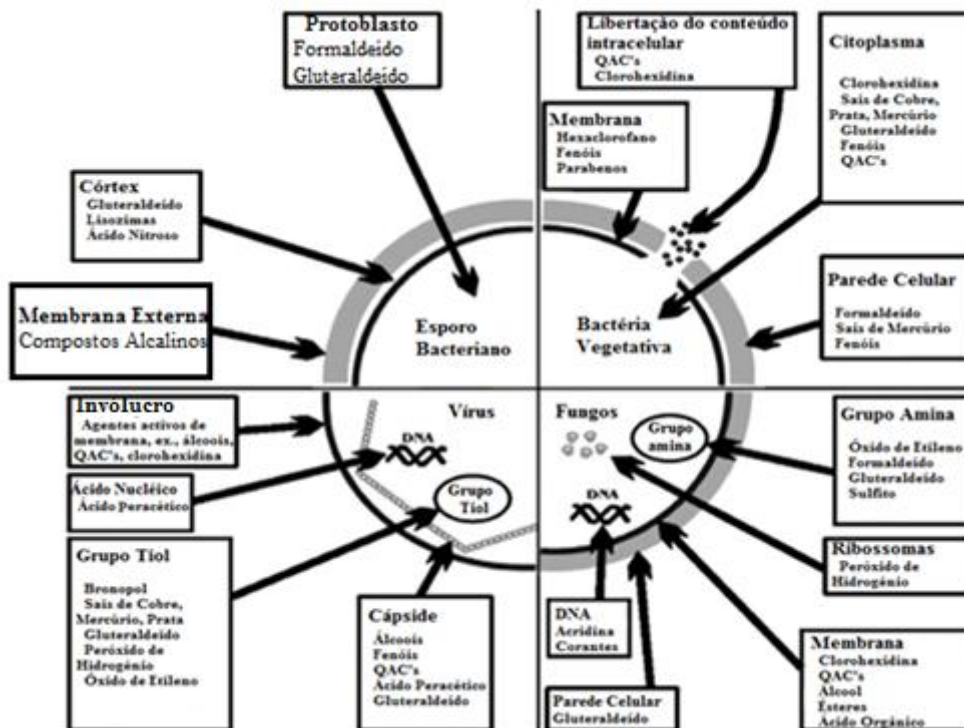 Protoblasto
Formaldeído
Gluteraldeído
Libertação do conteúdo
intracelular
QAC's
Clorohexidina
Citoplasma
Clorohexidina
Sais de Cobre,
Prata, Mercúrio
Gluteraldeído
Fenóis
QAC's
Membrana
Hexaclorofano
Fenóis
Parabenos
Córtex
Gluteraldeído
Lisozimas
Ácido Nitroso
Membrana Externa
Compostos Alcalinos
Parede Celular
Formaldeído
Sais de Mercúrio
Fenóis
Esporo
Bacteriano
Bactéria
Vegetativa
Invólucro
Agentes activos de
membrana, ex., álcoois,
QAC's, clorohexidina
Vírus
DNA
Grupo
Tíol
Fungos
Grupo
amina
DNA
Grupo Amina
Óxido de Etileno
Formaldeído
Gluteraldeído
Sulfito
Ácido Nucléico
Ácido Peracético
Grupo Tíol
Bronopol
Sais de Cobre,
Mercúrio, Prata
Gluteraldeído
Peróxido de
Hidrogénio
Óxido de Etileno
Cápside
Álcoois
Fenóis
QAC's
Ácido Peracético
Gluteraldeído
DNA
Acridina
Corantes
Parede Celular
Gluteraldeído
Ribossomas
Peróxido de
Hidrogénio
Membrana
Clorohexidina
QAC's
Alcool
Esteres
Ácido Orgânico